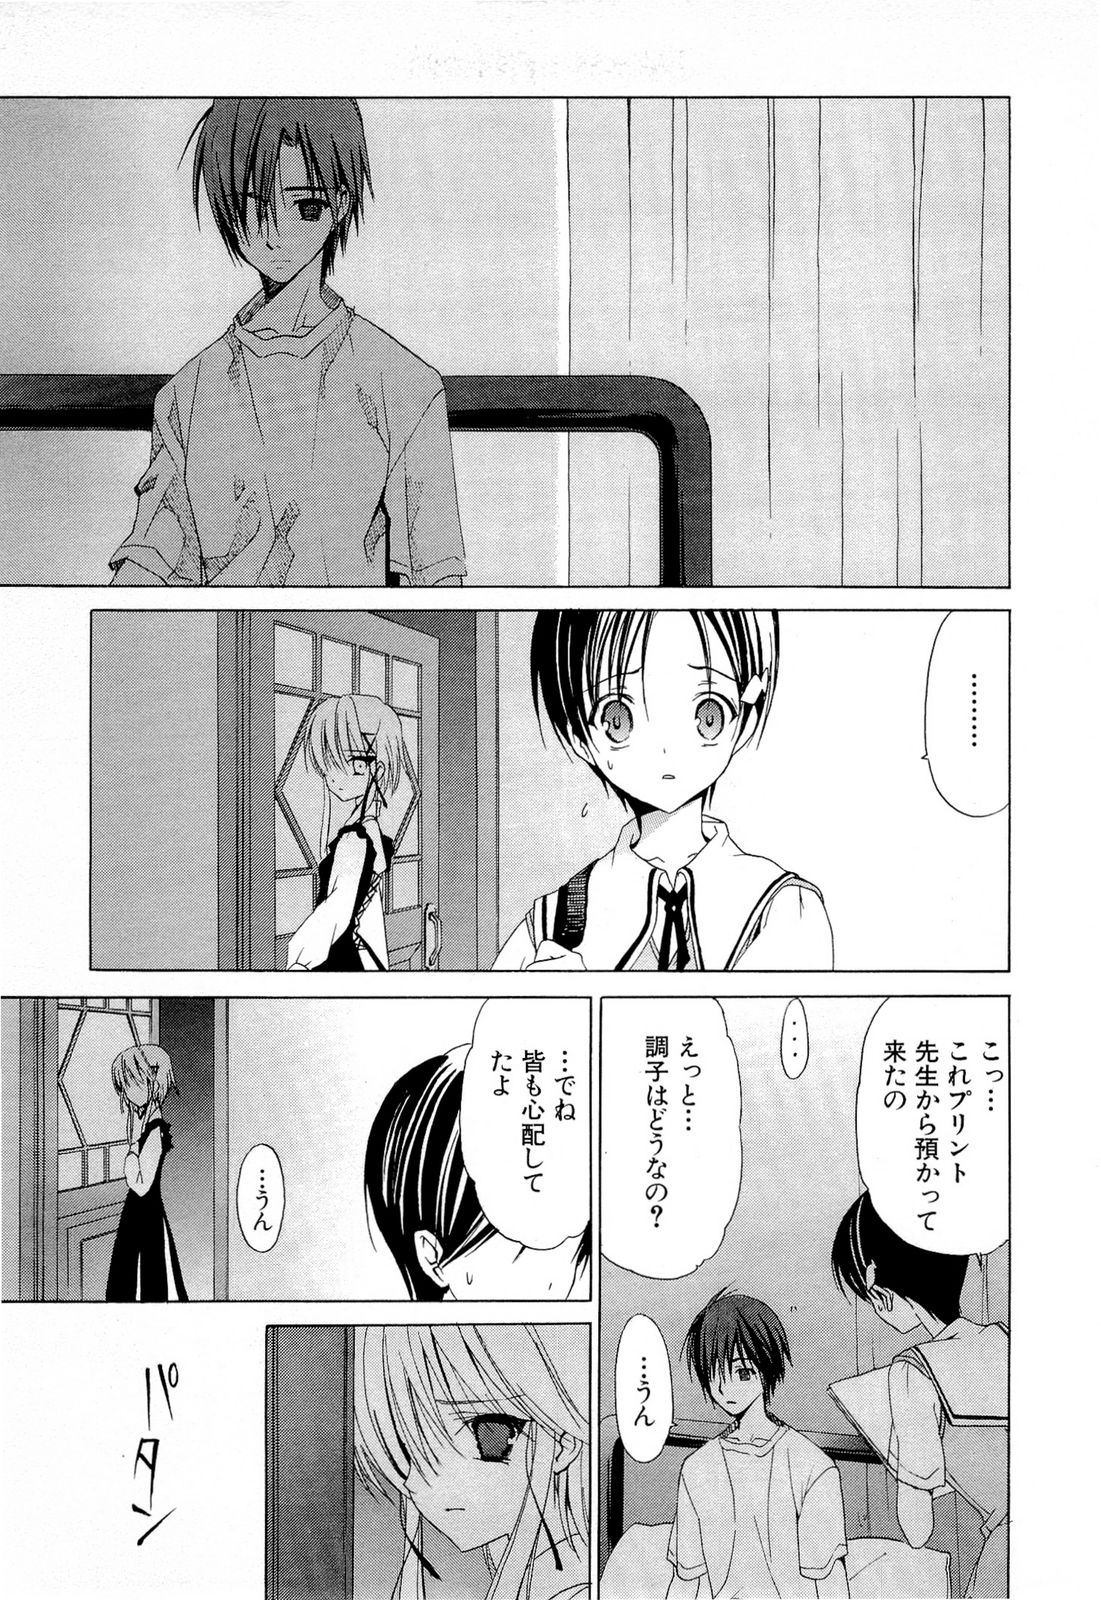 ………
こっ…
これプリント
先生から預かって
来たの
…
えっと…
調子はどうなの？
…うん
…でね
皆も心配して
たよ
…うん
パタン